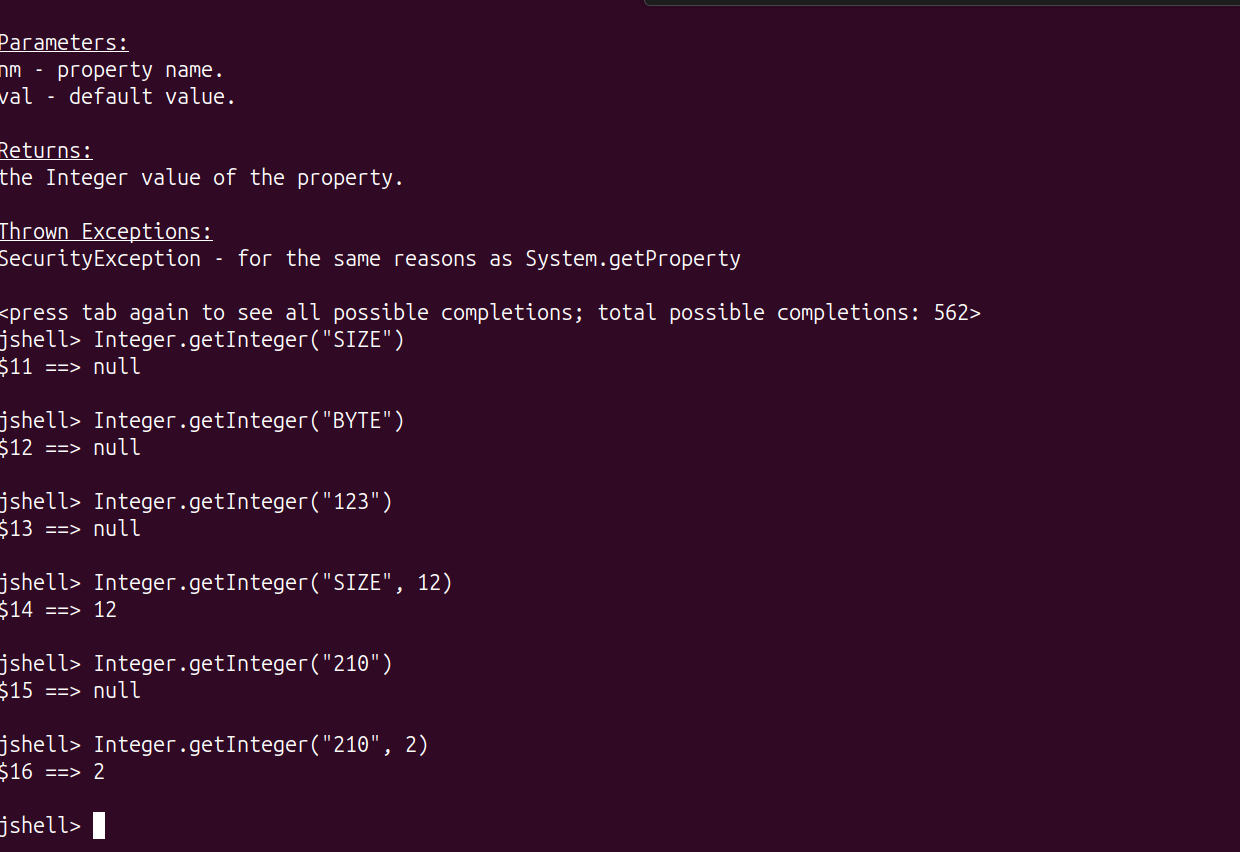 Parameters:
nm - property name.
val - default value.
Returns:
the Integer value of the property.
Thrown Exceptions:
SecurityException - for the same reasons as System.getProperty
<press tab again to see all possible completions; total possible completions: 562>
jshell> Integer.getInteger("SIZE")
$11 ==> null
jshell> Integer.getInteger("BYTE")
$12 ==> null
jshell> Integer.getInteger("123")
$13 ==> null
jshell> Integer.getInteger("SIZE", 12)
$14 ==> 12
jshell> Integer.getInteger("210")
$15 ==> null
jshell> Integer.getInteger("210", 2)
$16 ==> 2
jshell>